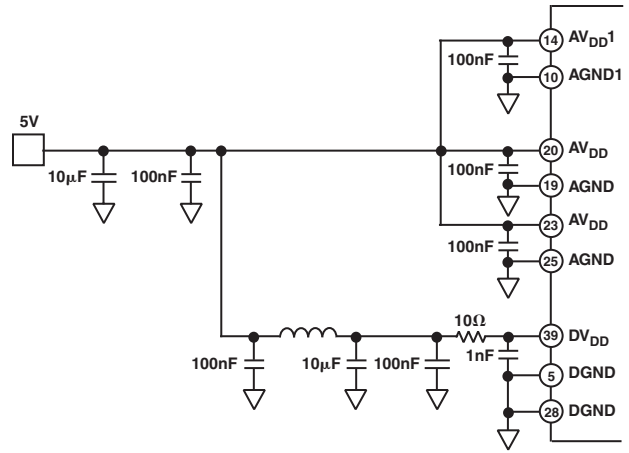 14 AVDD1
100nF
10 AGND1
5V
20 AVDD
10μF 100nF 100nF
19 AGND
23 AVDD
100nF
25 AGND
10Ω
39 DVDD
100nF 10μF 100nF 1nF
5 DGND
28 DGND